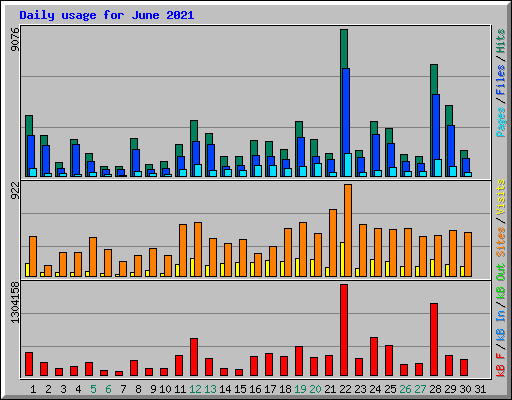 Daily usage for June 2021
9076
Pages / Files / Hits
922
Sites / Visits
1304158
kB F / kB In / kB Out
1 2 3 4 5 6 7 8 9 10 11 12 13 14 15 16 17 18 19 20 21 22 23 24 25 26 27 28 29 30 31